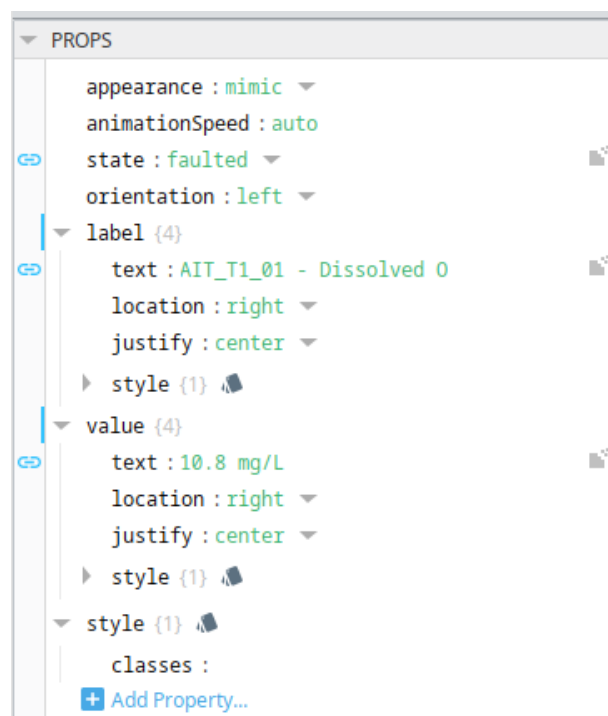 PROPS
appearance : mimic
animationSpeed : auto
state : faulted
orientation : left
label {4}
text : AIT_T1_01 - Dissolved O
location : right
justify : center
style {1}
value {4}
text : 10.8 mg/L
location : right
justify : center
style {1}
style {1}
classes :
Add Property...